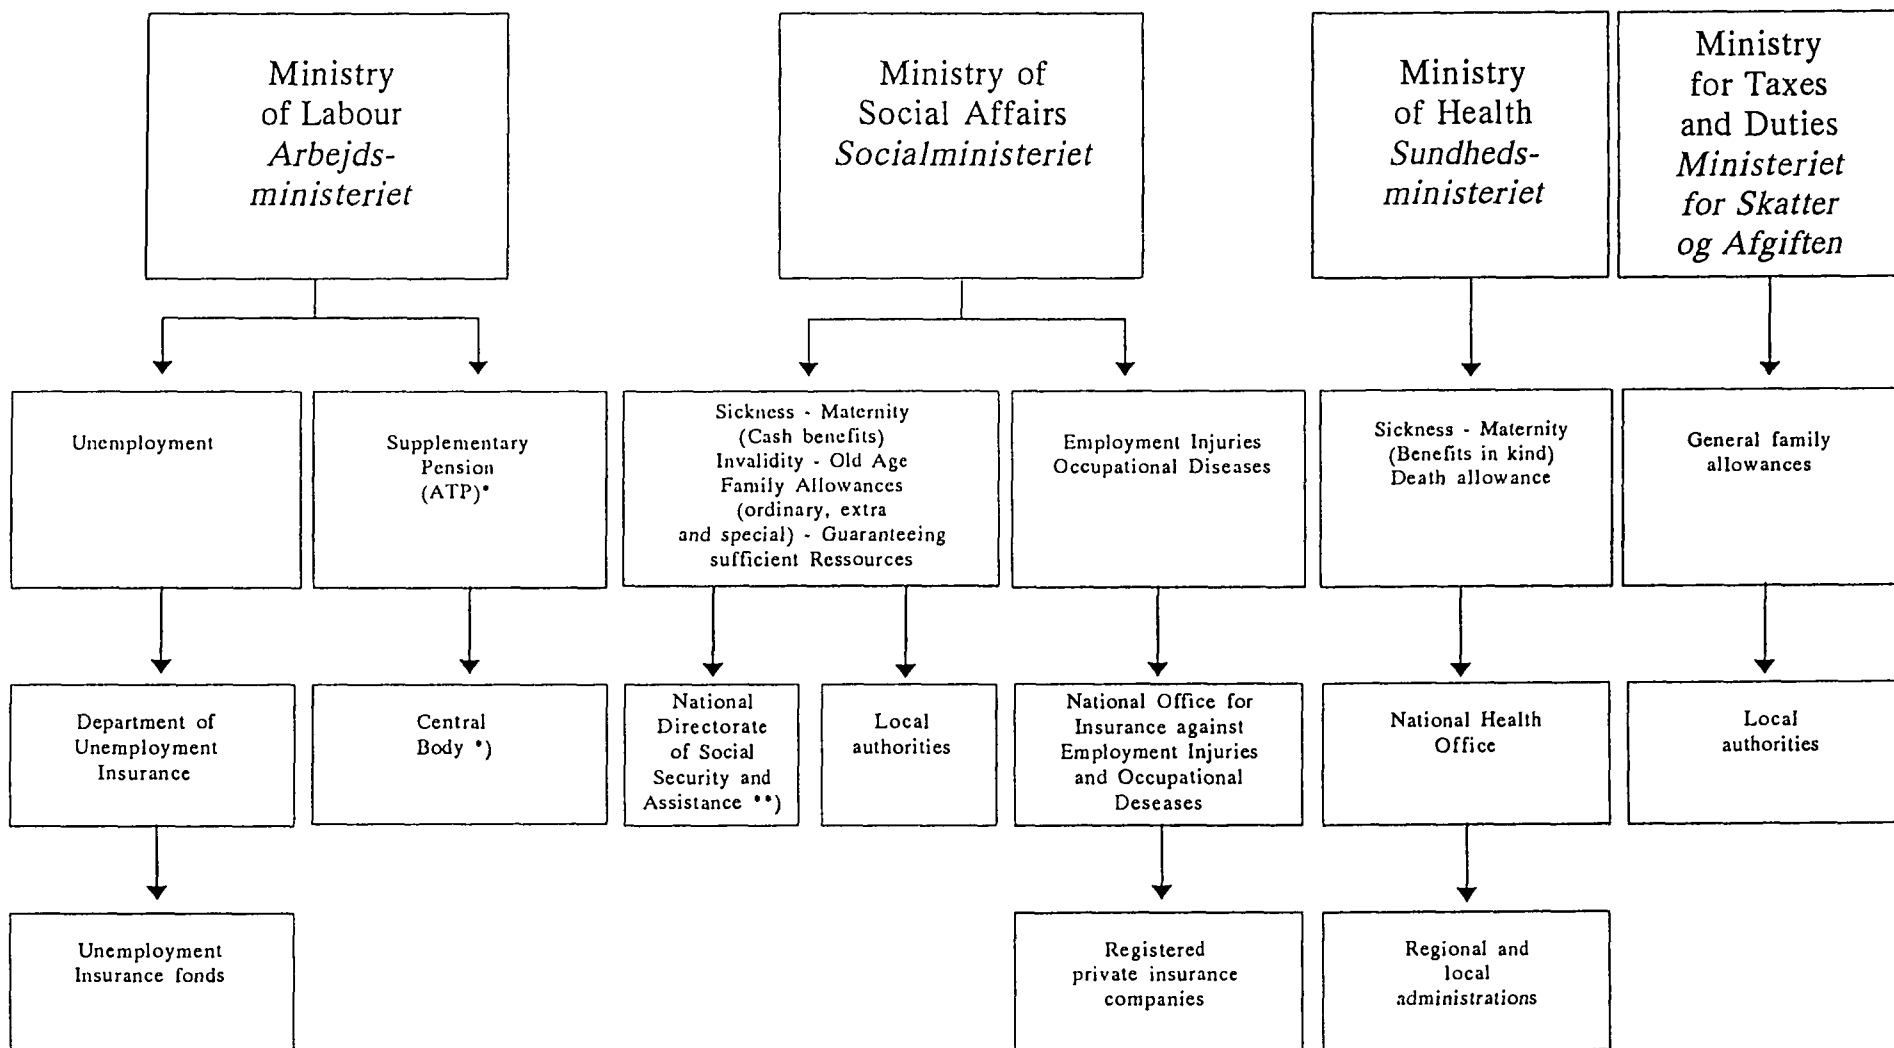 Ministry
of Labour
Arbejds-
ministeriet
Ministry of
Social Affairs
Socialministeriet
Ministry
of Health
Sundheds-
ministeriet
Ministry
for Taxes
and Duties
Ministeriet
for Skatter
og Afgiften
Unemployment
Supplementary
Pension
(ATP)*
Sickness - Maternity
(Cash benefits)
Invalidity - Old Age
Family Allowances
(ordinary, extra
and special) - Guaranteeing
sufficient Ressources
Employment Injuries
Occupational Diseases
Sickness - Maternity
(Benefits in kind)
Death allowance
General family
allowances
Department of
Unemployment
Insurance
Central
Body *)
National
Directorate
of Social
Security and
Assistance **)
Local
authorities
National Office for
Insurance against
Employment Injuries
and Occupational
Deseases
National Health
Office
Local
authorities
Unemployment
Insurance fonds
Registered
private insurance
companies
Regional and
local
administrations